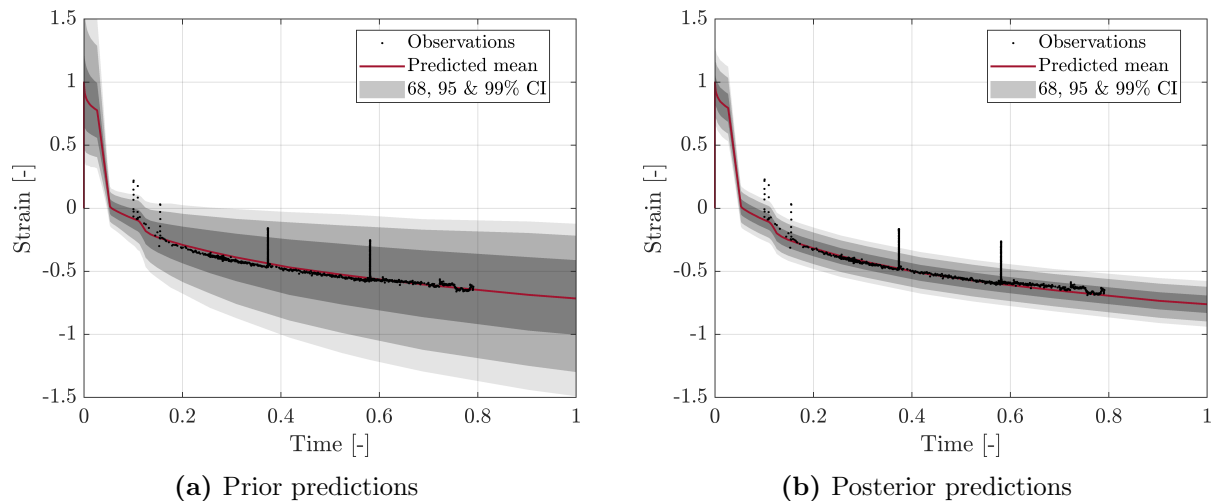 1.5
1
0.5
0
-0.5
-1
-1.5
Strain [-]
0
0.2
0.4
0.6
0.8
1
Time [-]
Observations
Predicted mean
68, 95 & 99% CI
(a) Prior predictions
1.5
1
0.5
0
-0.5
-1
-1.5
Strain [-]
0
0.2
0.4
0.6
0.8
1
Time [-]
Observations
Predicted mean
68, 95 & 99% CI
(b) Posterior predictions